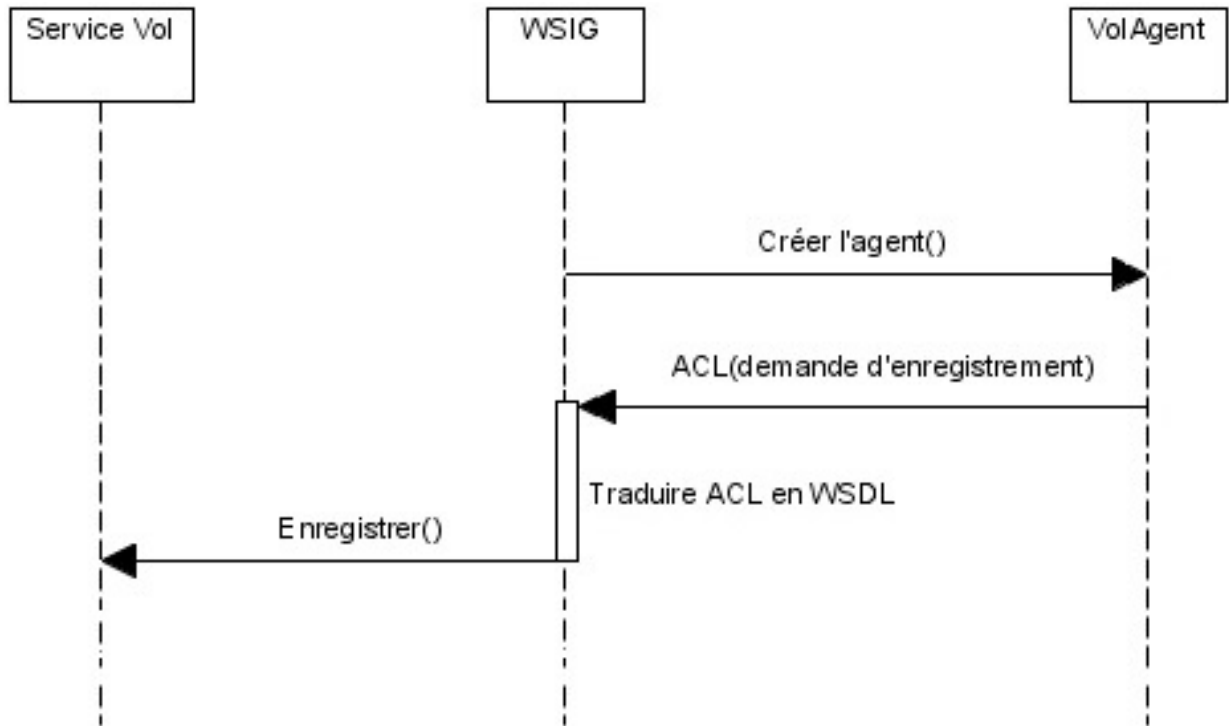 Service Vol
WSIG
VolAgent
Créer l'agent()
ACL(demande d'enregistrement)
Traduire ACL en WSDL
Enregistrer()